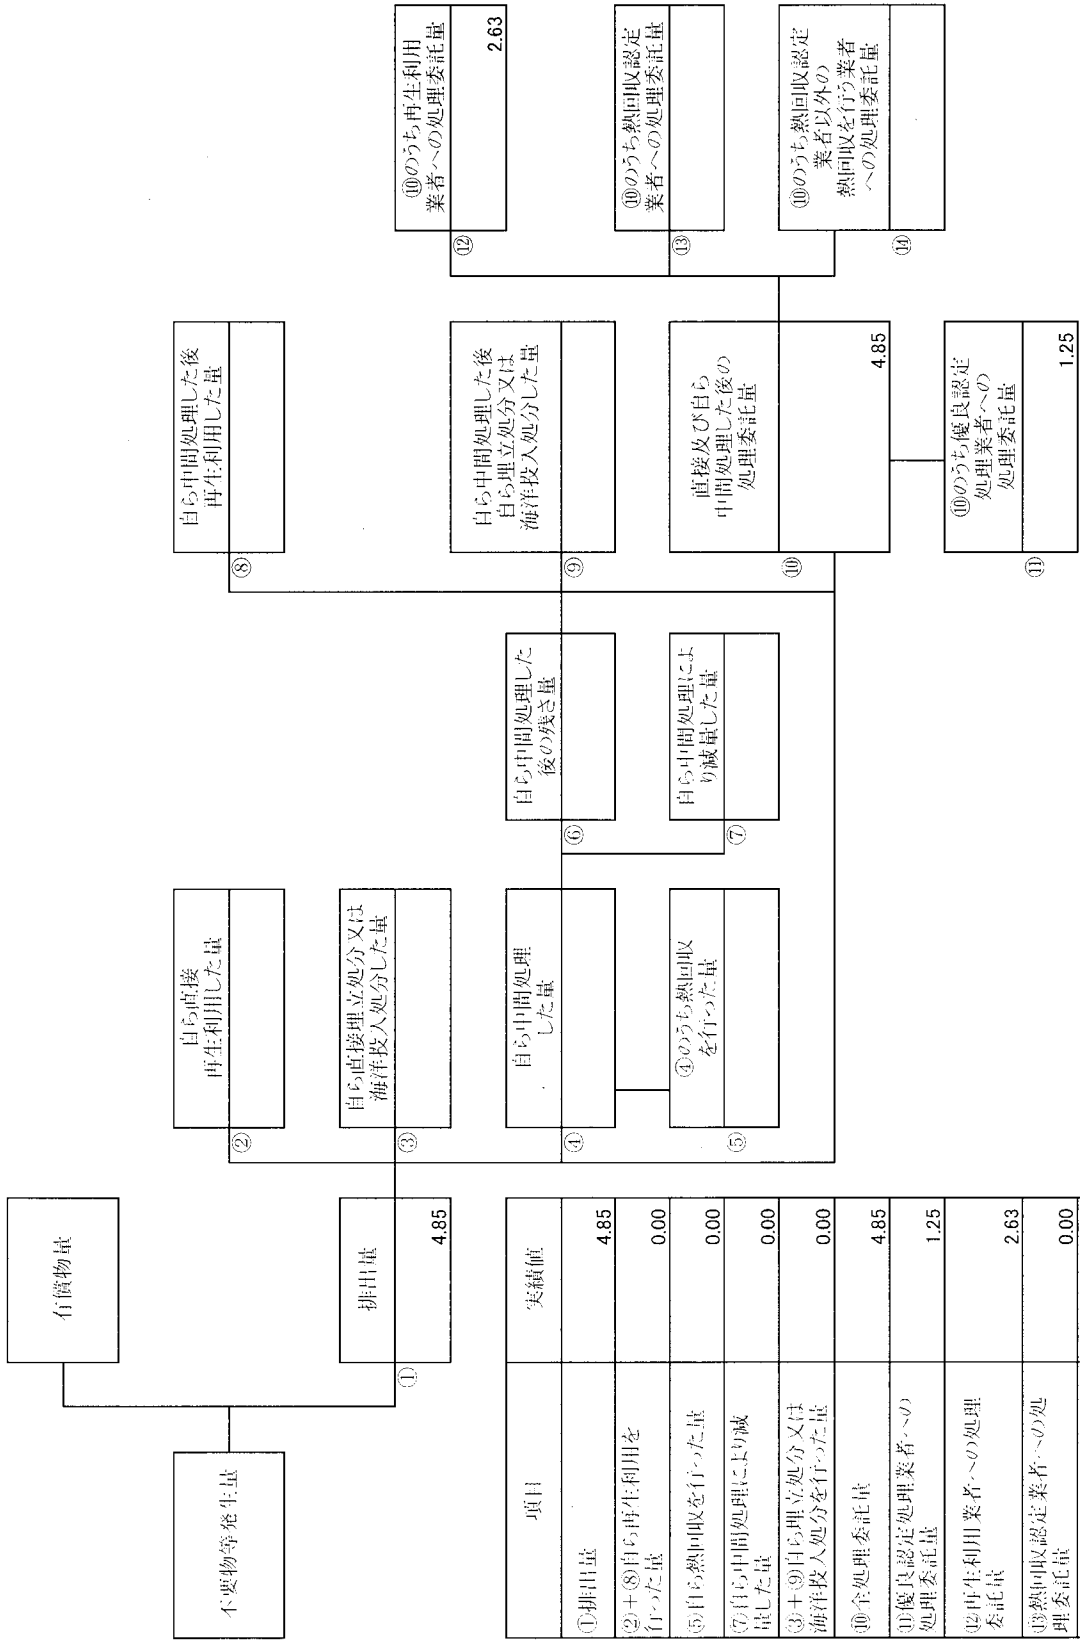 不要物等発生量
有償物量
排出量
①
4.85
自ら直接
再生利用した量
②
自ら直接埋立処分又は
海洋投入処分した量
③
自ら中間処理
した量
④
④のうち熱回収
を行った量
⑤
自ら中間処理した
後の残さ量
⑥
自ら中間処理によ
り減量した量
⑦
自ら中間処理した後
再生利用した量
⑧
自ら中間処理した後
自ら埋立処分又は
海洋投入処分した量
⑨
直接及び自ら
中間処理した後の
処理委託量
⑩
4.85
⑩のうち優良認定
処理業者への
処理委託量
⑪
1.25
⑩のうち再生利用
業者への処理委託量
⑫
2.63
⑩のうち熱回収認定
業者への処理委託量
⑬
⑩のうち熱回収認定
業者以外の
熱回収を行う業者
への処理委託量
⑭
項目 実績値
①排出量 4.85
②+⑧自ら再生利用を
行った量 0.00
⑤自ら熱回収を行った量 0.00
⑦自ら中間処理により減
量した量 0.00
③+⑨自ら埋立処分又は
海洋投入処分を行った量 0.00
⑩全処理委託量 4.85
⑪優良認定処理業者への
処理委託量 1.25
⑫再生利用業者への処理
委託量 2.63
⑬熱回収認定業者への処
理委託量 0.00